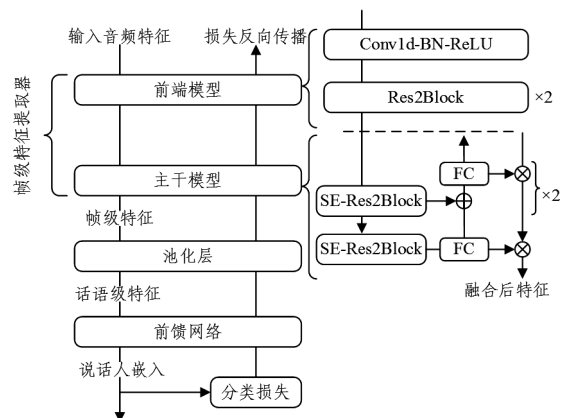 输入音频特征
损失反向传播
帧级特征提取器
前端模型
主干模型
帧级特征
池化层
话语级特征
前馈网络
说话人嵌入
分类损失
Conv1d-BN-ReLU
Res2Block
×2
FC
SE-Res2Block
×2
SE-Res2Block
FC
融合后特征